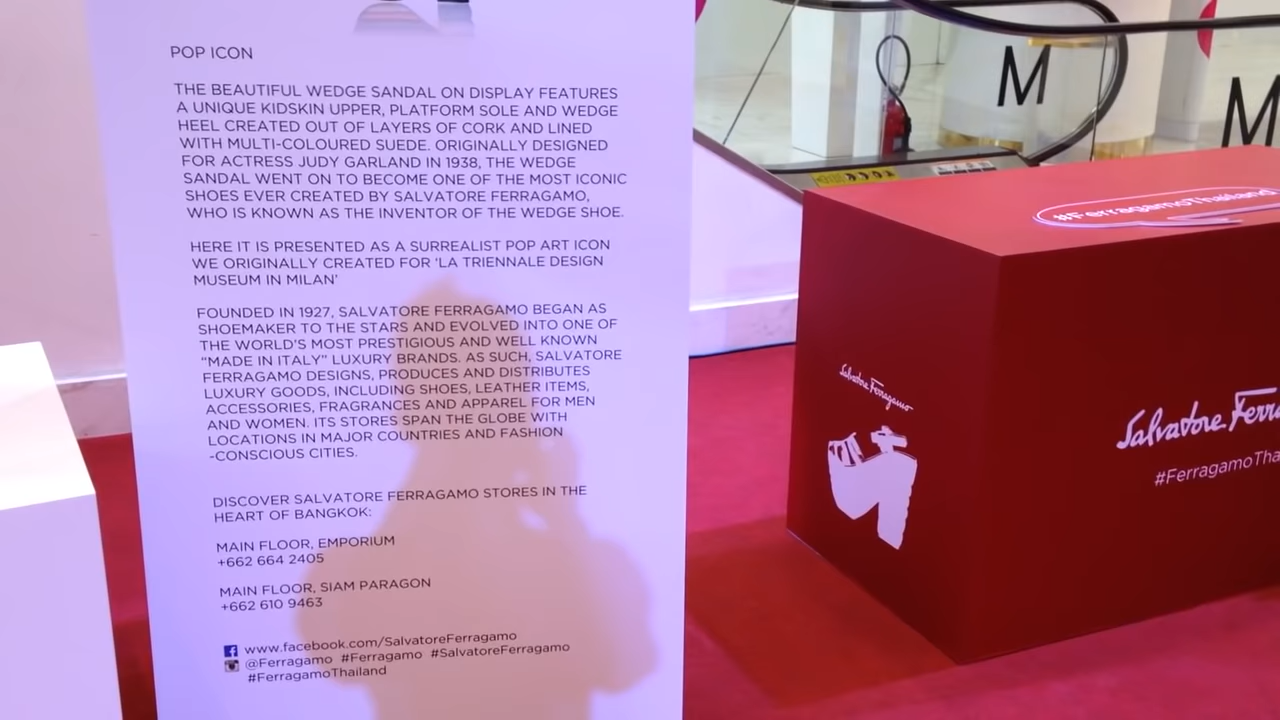 POP ICON
THE BEAUTIFUL WEDGE SANDAL ON DISPLAY FEATURES
A UNIQUE KIDSKIN UPPER, PLATFORM SOLE AND WEDGE
HEEL CREATED OUT OF LAYERS OF CORK AND LINED
WITH MULTI-COLOURED SUEDE. ORIGINALLY DESIGNED
FOR ACTRESS JUDY GARLAND IN 1938, THE WEDGE
SANDAL WENT ON TO BECOME ONE OF THE MOST ICONIC
SHOES EVER CREATED BY SALVATORE FERRAGAMO,
WHO IS KNOWN AS THE INVENTOR OF THE WEDGE SHOE.
HERE IT IS PRESENTED AS A SURREALIST POP ART ICON
WE ORIGINALLY CREATED FOR 'LA TRIENNALE DESIGN
MUSEUM IN MILAN'
FOUNDED IN 1927, SALVATORE FERRAGAMO BEGAN AS
SHOEMAKER TO THE STARS AND EVOLVED INTO ONE OF
THE WORLD'S MOST PRESTIGIOUS AND WELL KNOWN
"MADE IN ITALY" LUXURY BRANDS. AS SUCH, SALVATORE
FERRAGAMO DESIGNS, PRODUCES AND DISTRIBUTES
LUXURY GOODS, INCLUDING SHOES, LEATHER ITEMS,
ACCESSORIES, FRAGRANCES AND APPAREL FOR MEN
AND WOMEN. ITS STORES SPAN THE GLOBE WITH
LOCATIONS IN MAJOR COUNTRIES AND FASHION
-CONSCIOUS CITIES.
DISCOVER SALVATORE FERRAGAMO STORES IN THE
HEART OF BANGKOK:
MAIN FLOOR, EMPORIUM
+662 664 2405
MAIN FLOOR, SIAM PARAGON
+662 610 9463
www.facebook.com/SalvatoreFerragamo
@Ferragamo #Ferragamo #SalvatoreFerragamo
#FerragamoThailand
M
M
#FerragamoThailand
Salvatore Ferragamo
Salvatore Ferra
#FerragamoTha